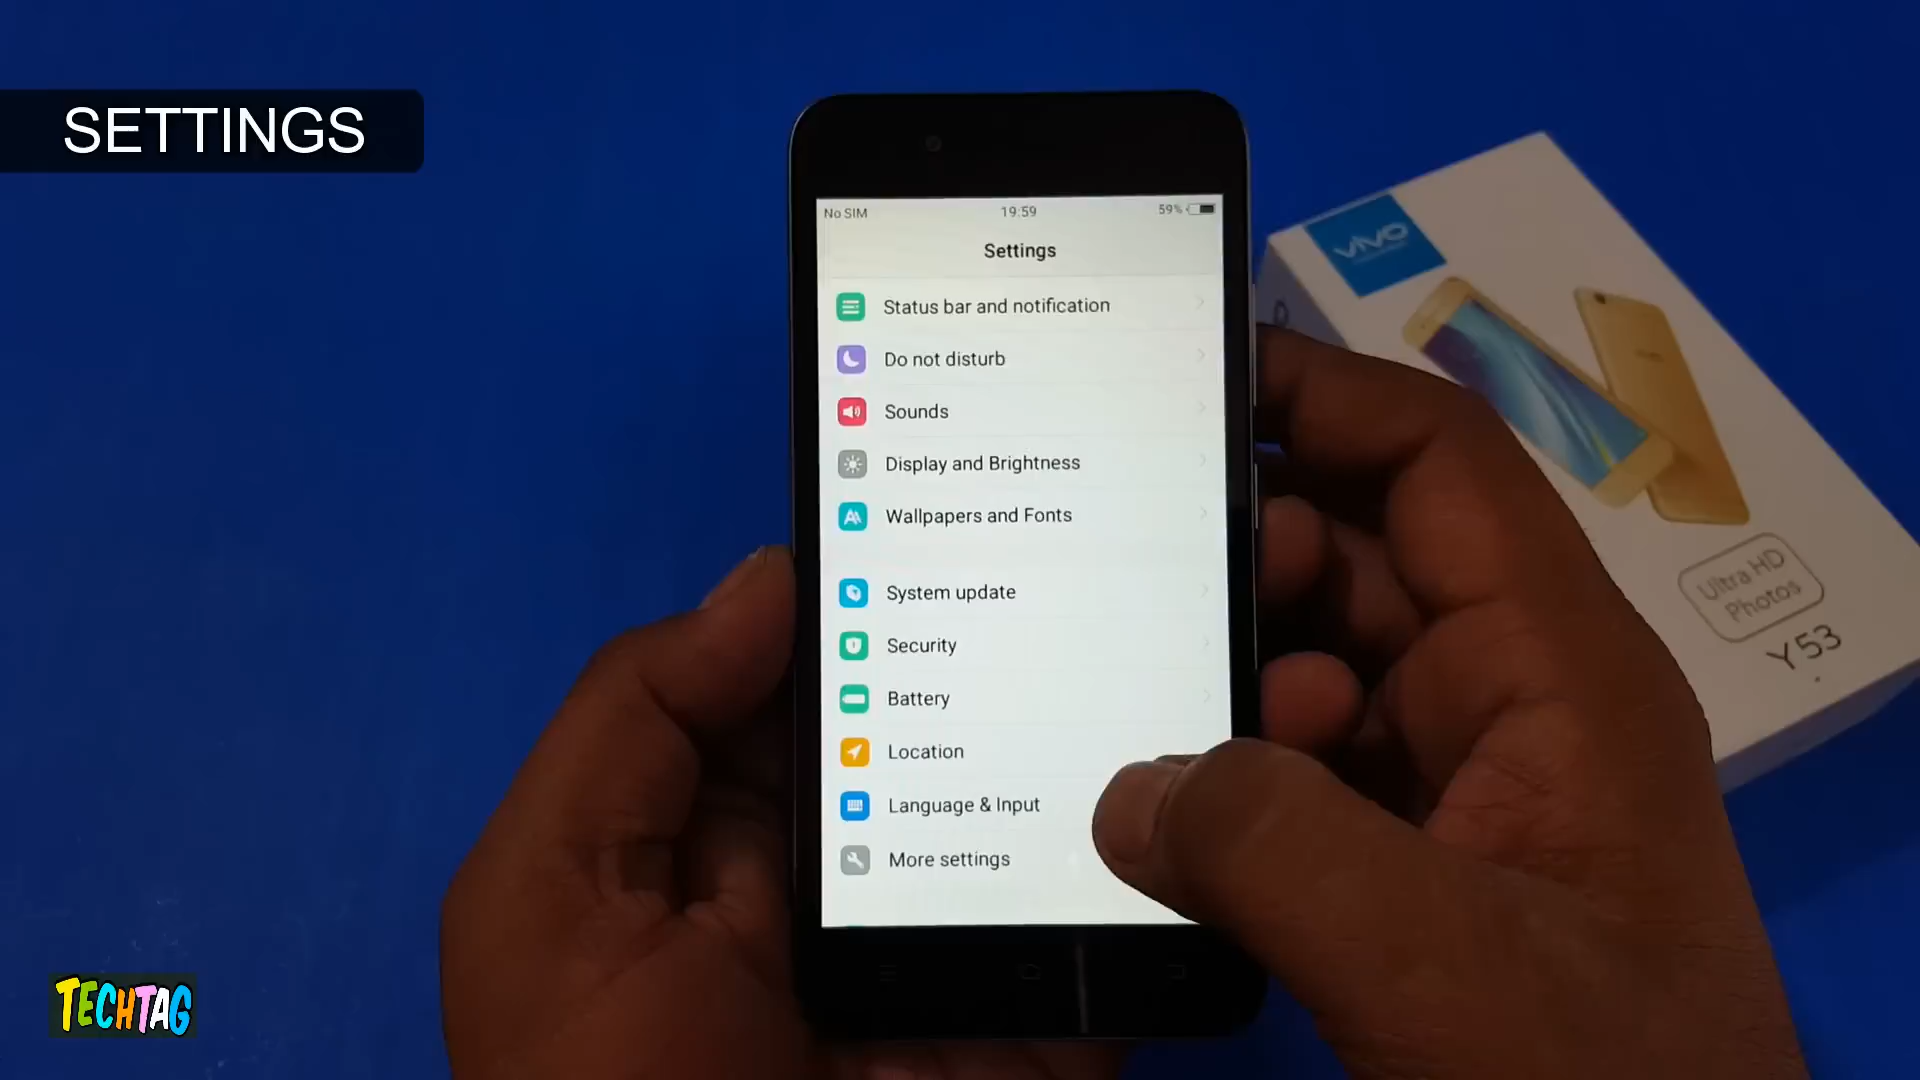 SETTINGS
No SIM
19:59
59%
Settings
Status bar and notification
Do not disturb
Sounds
Display and Brightness
Wallpapers and Fonts
System update
Security
Battery
Location
Language & Input
More settings
vivo
Ultra HD
Photos
Y53
TECHTAG